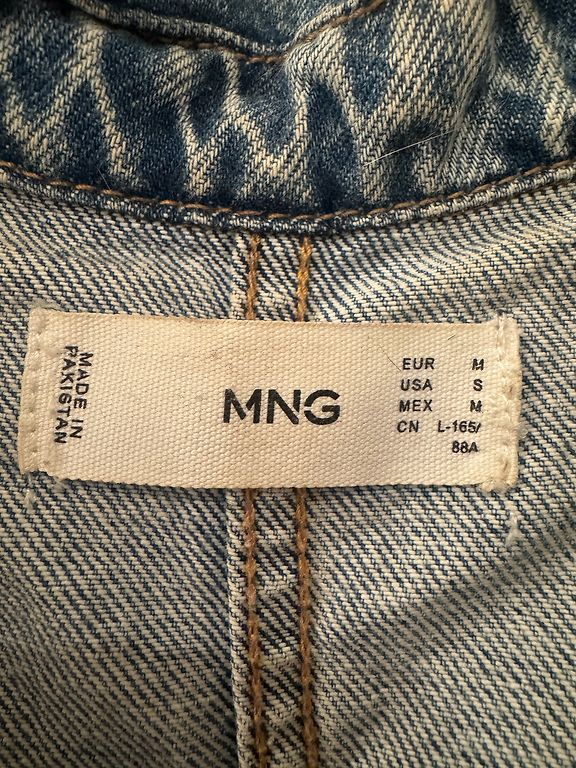 MADE IN
PAKISTAN
MNG
EUR M
USA S
MEX M
CN L-165/
88A